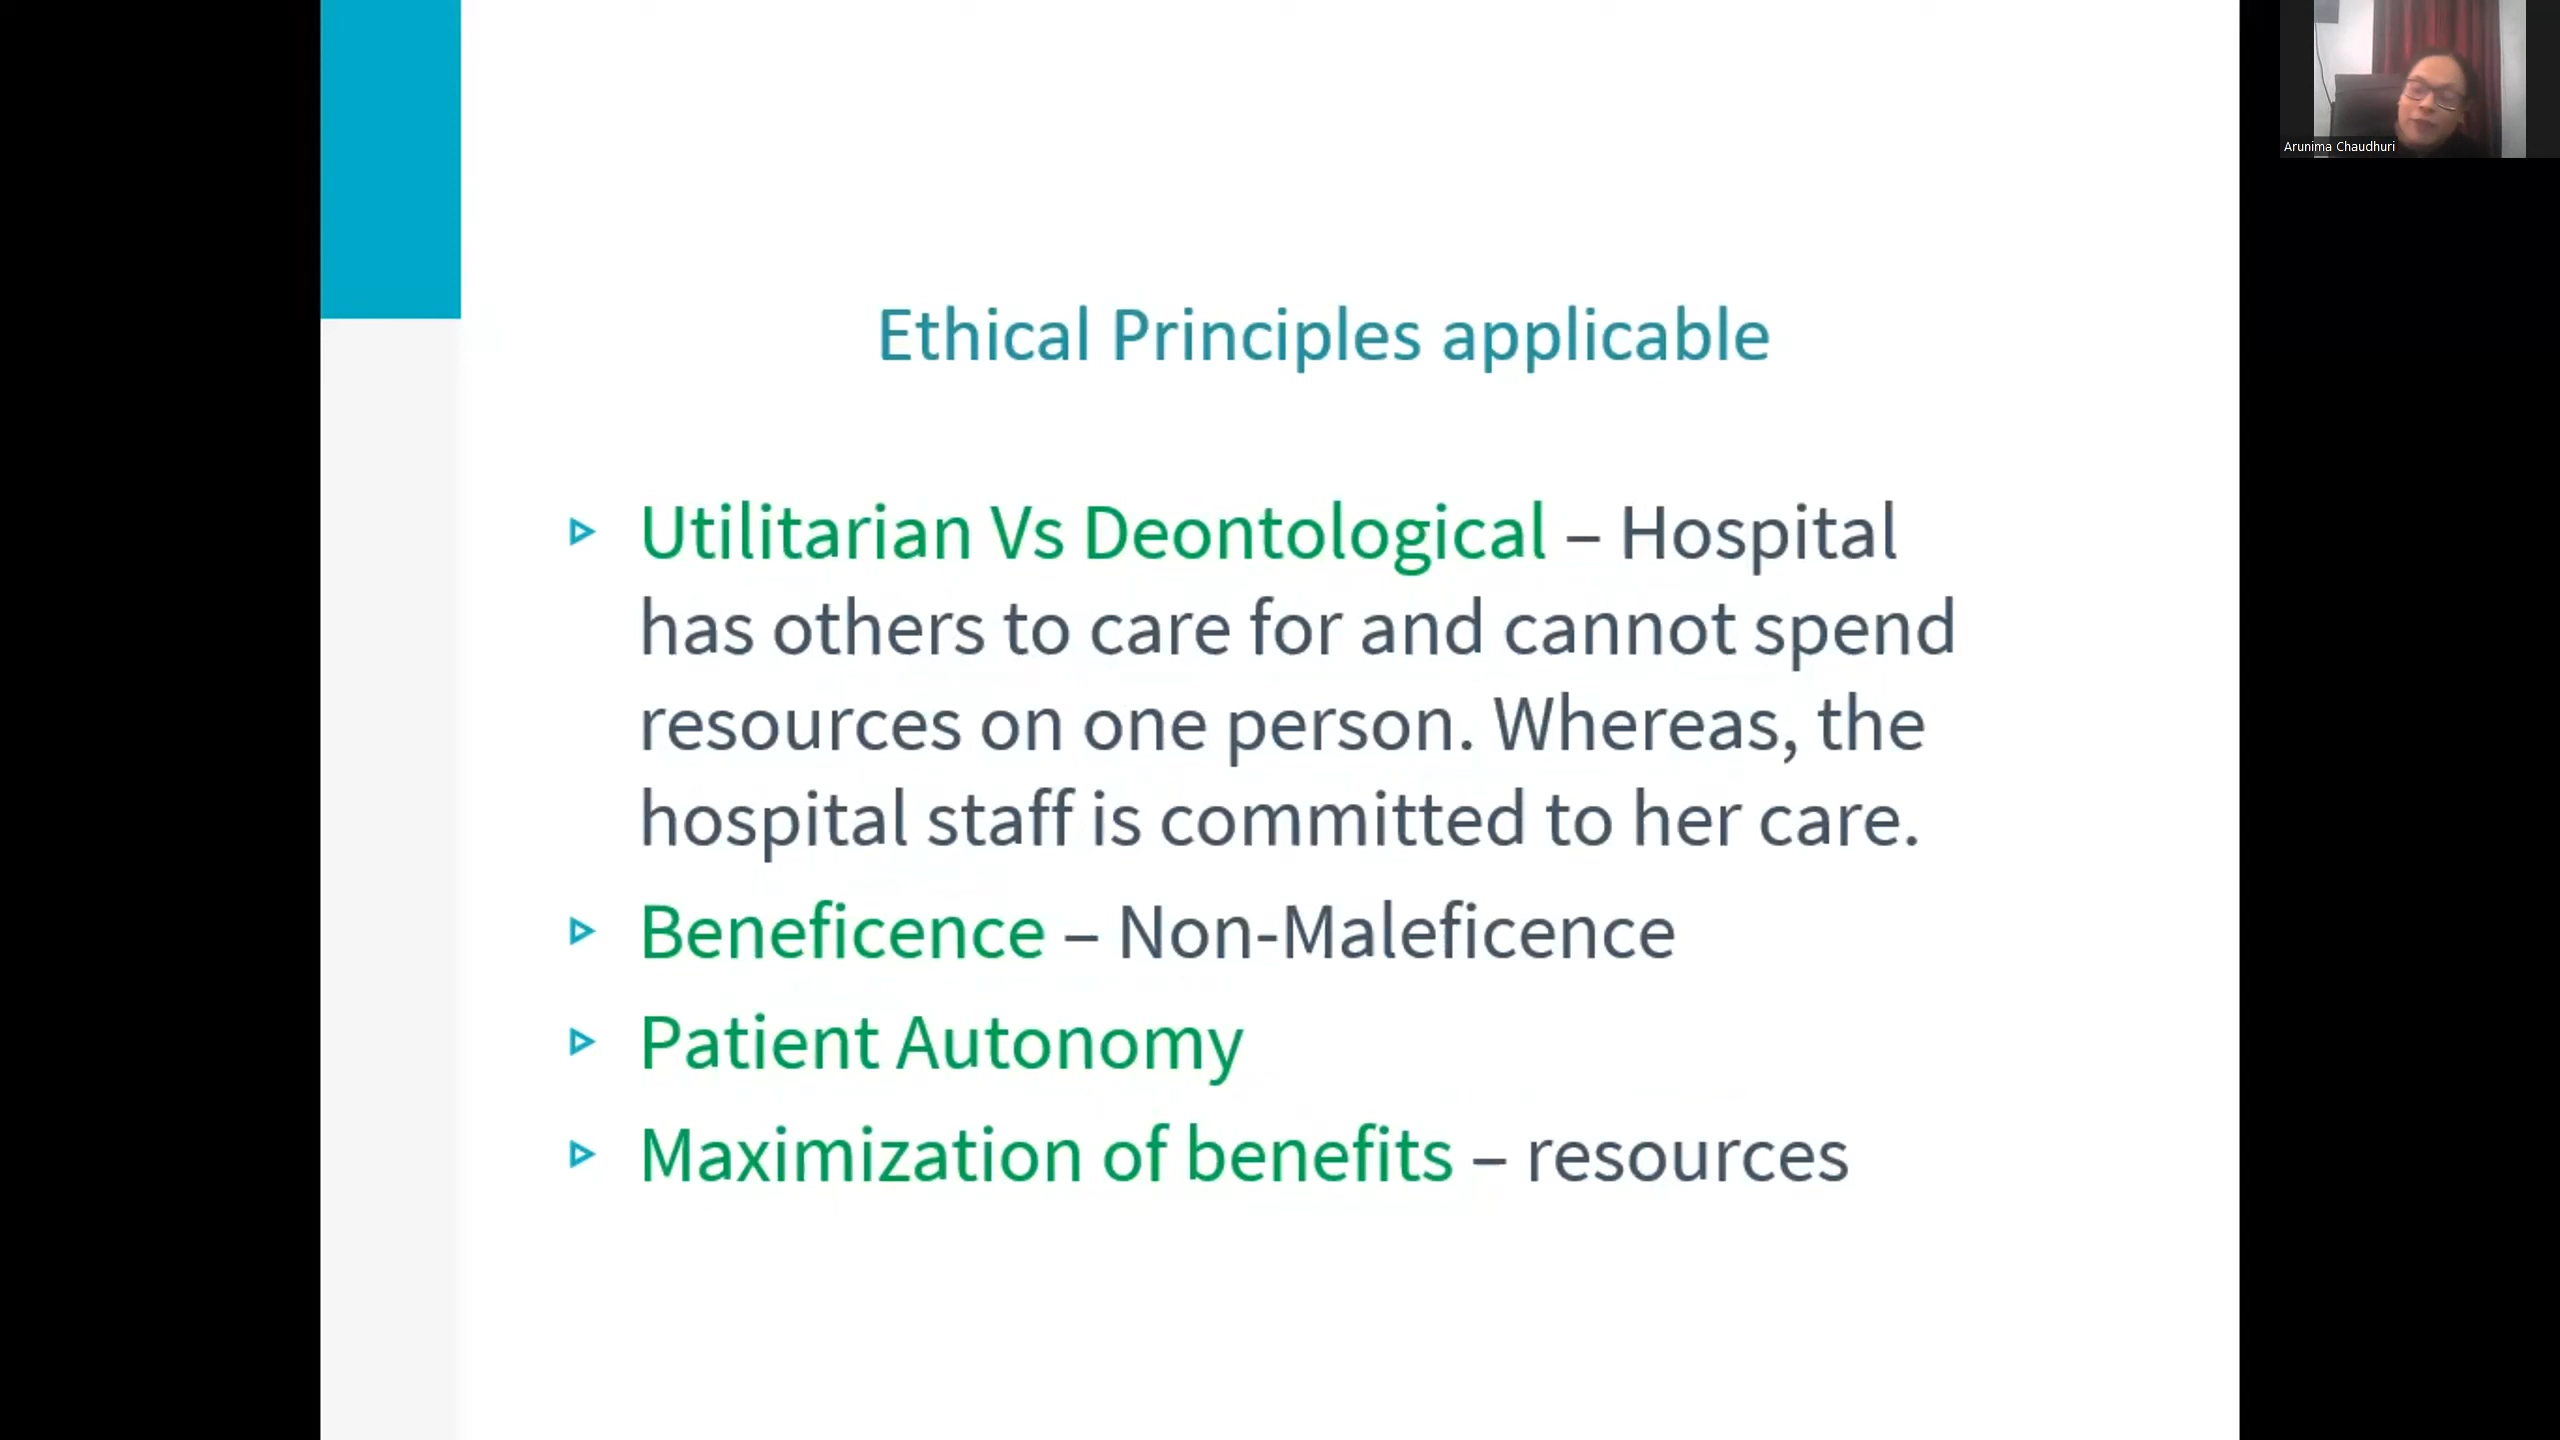 Arunima Chaudhuri
Ethical Principles applicable
Utilitarian Vs Deontological – Hospital
has others to care for and cannot spend
resources on one person. Whereas, the
hospital staff is committed to her care.
Beneficence – Non-Maleficence
Patient Autonomy
Maximization of benefits – resources